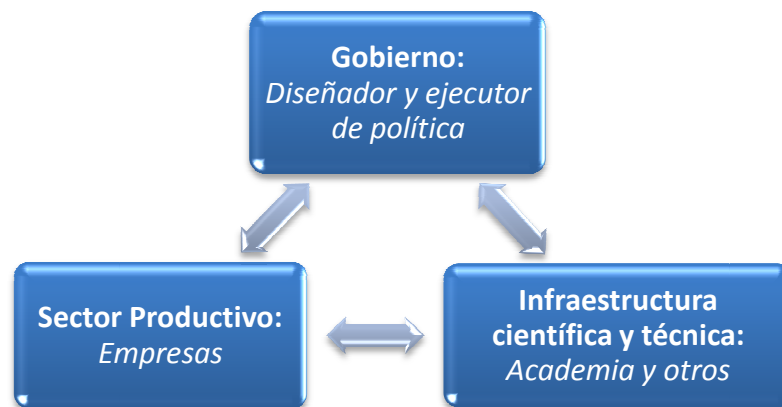 Gobierno:
Diseñador y ejecutor
de política
Sector Productivo:
Empresas
Infraestructura
científica y técnica:
Academia y otros